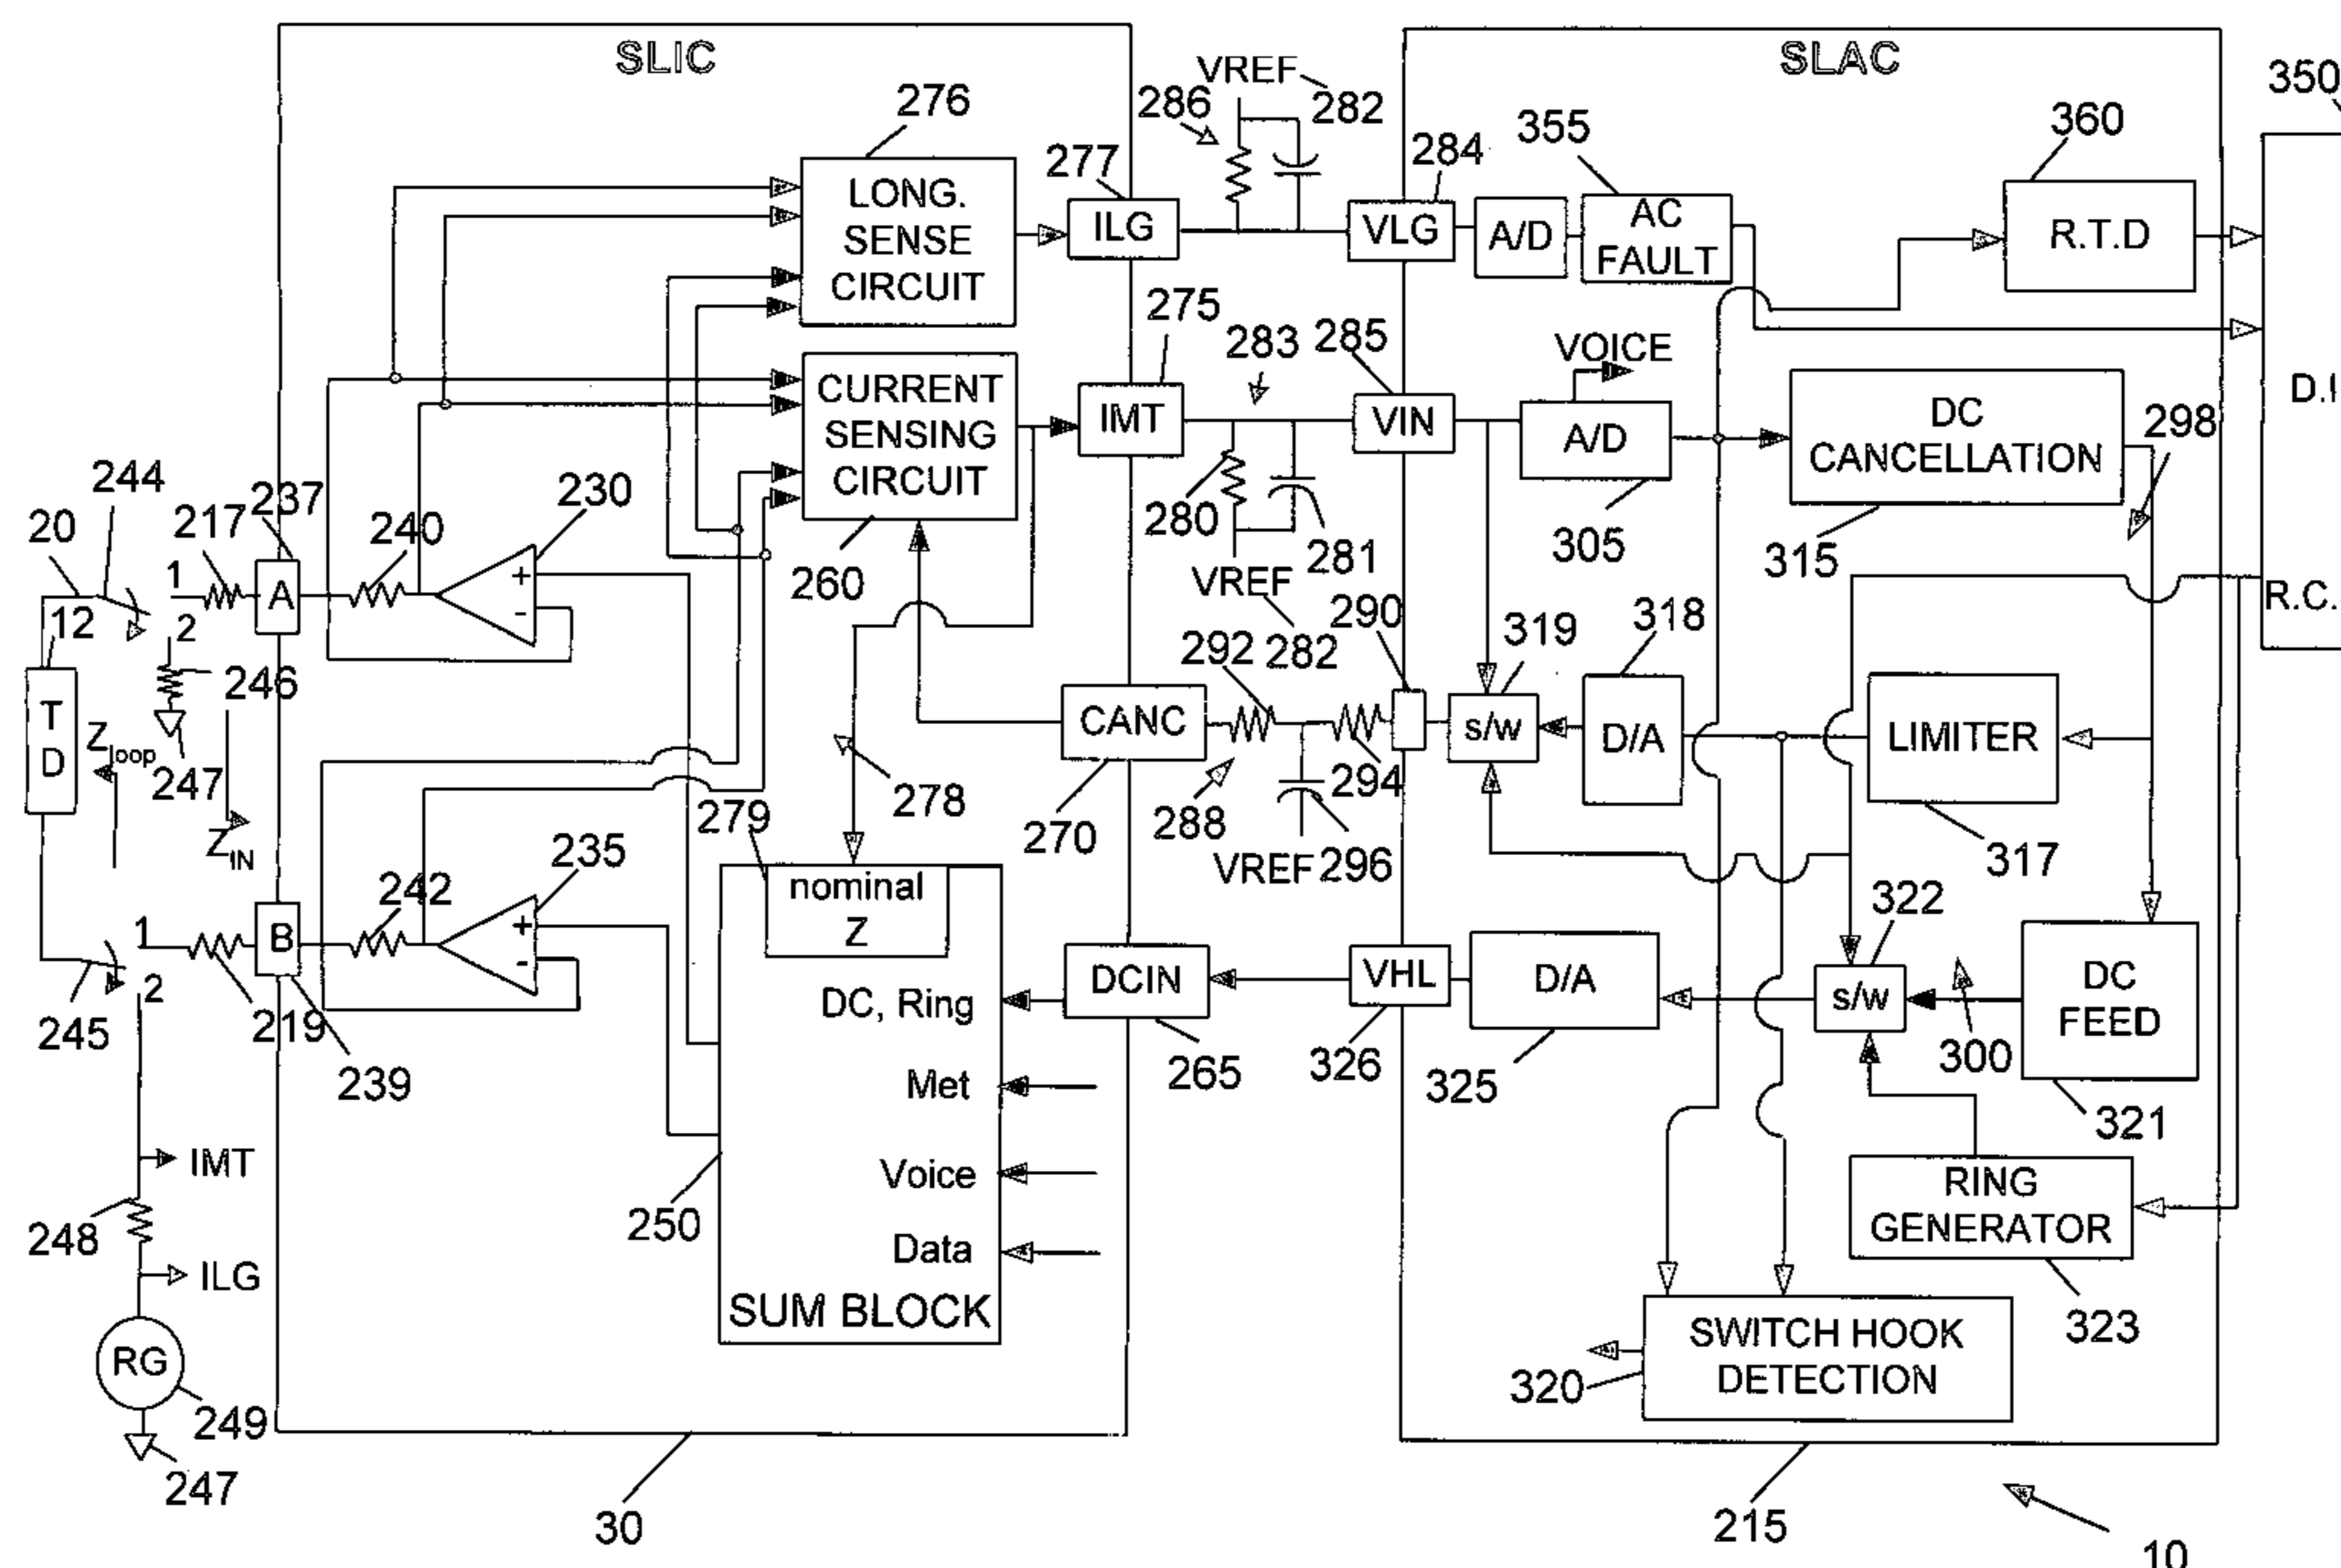 SLIC
SLAC
350
276
286
VREF
282
355
360
277
284
LONG.
SENSE
CIRCUIT
ILG
VLG
A/D
AC
FAULT
R.T.D
275
283
285
VOICE
CURRENT
SENSING
CIRCUIT
IMT
VIN
A/D
DC
CANCELLATION
298
D.I
244
237
230
20
217
240
280
281
305
315
260
VREF
1
A
+
-
12
2
290
R.C.
292
282
319
318
246
T
D
Zloop
247
ZIN
CANC
s/w
D/A
LIMITER
278
294
279
270
288
VREF
296
317
235
242
nominal
Z
322
1
B
+
-
2
DC, Ring
DCIN
VHL
D/A
s/w
DC
FEED
245
219
239
Met
265
326
325
300
321
IMT
Voice
RING
GENERATOR
248
250
Data
ILG
SUM BLOCK
323
RG
SWITCH HOOK
DETECTION
320
249
247
30
215
10